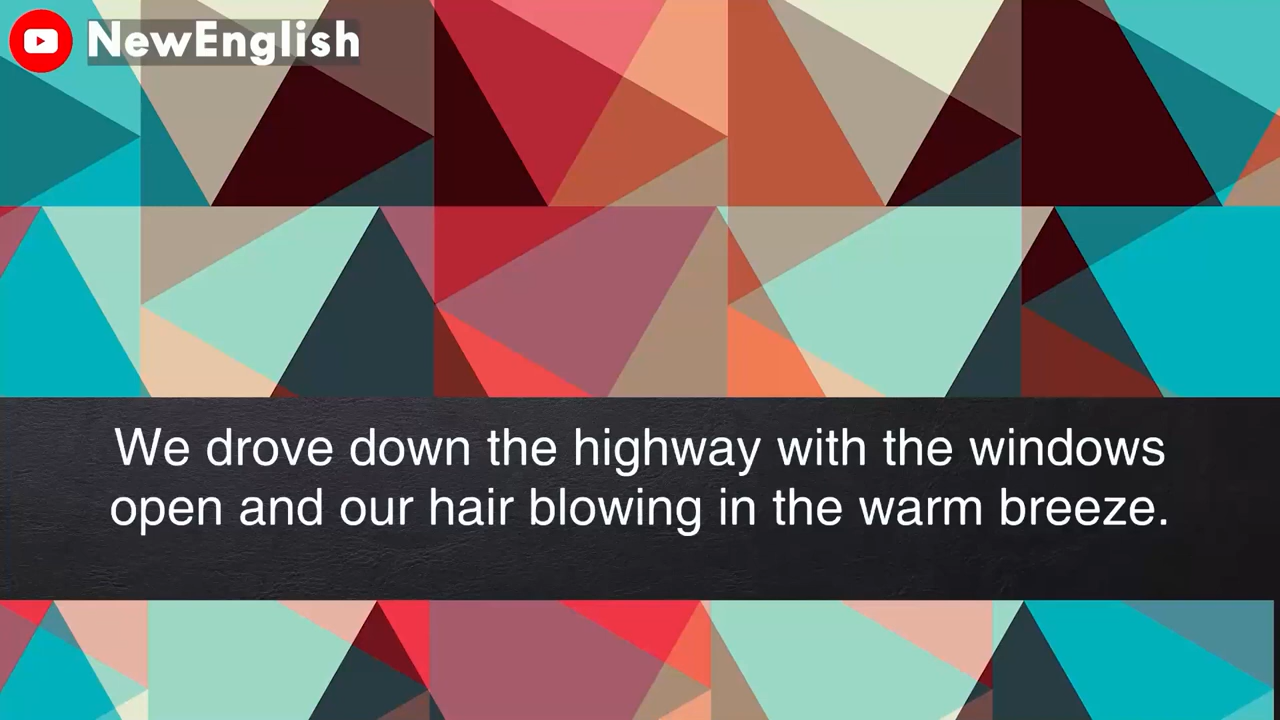 NewEnglish
We drove down the highway with the windows
open and our hair blowing in the warm breeze.